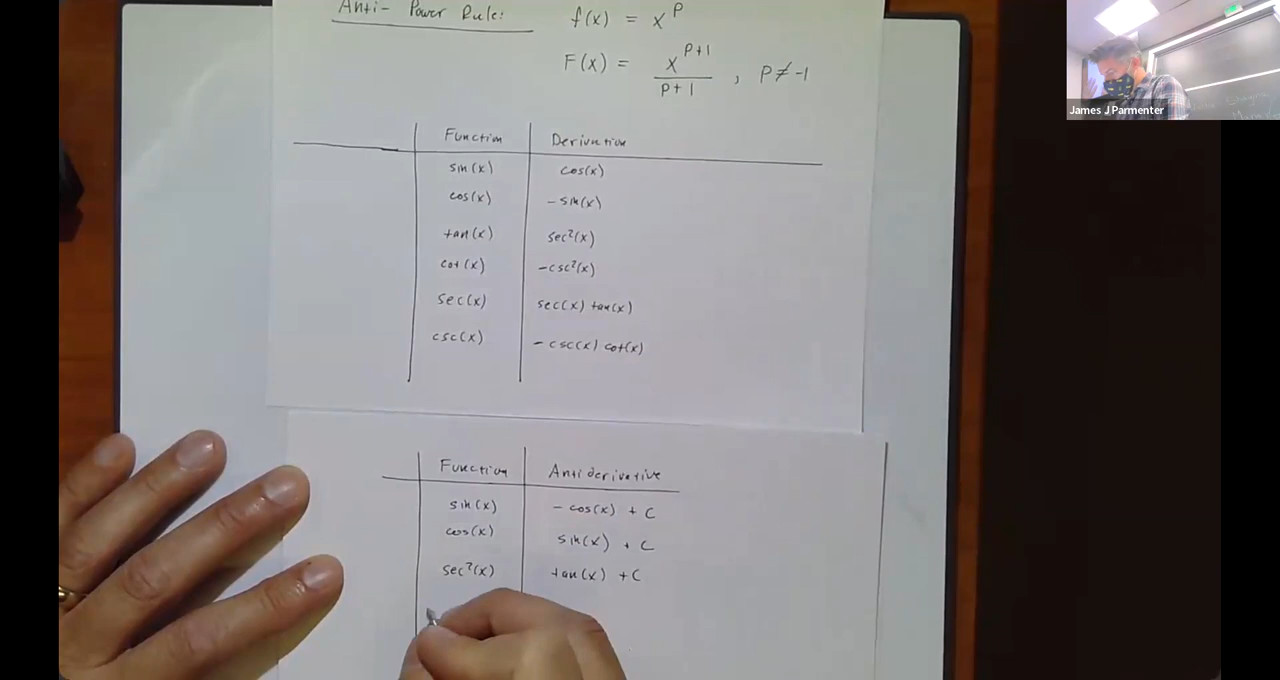 Anti- Power Rule: f(x) = x^p
F(x) = x^(p+1) / (p+1) , p ≠ -1
James J Parmenter
Function Derivative
sin(x) cos(x)
cos(x) - sin(x)
tan(x) sec²(x)
cot(x) -csc²(x)
sec(x) sec(x) tan(x)
csc(x) - csc(x) cot(x)
Function Antiderivative
sin(x) - cos(x) + C
cos(x) sin(x) + C
sec²(x) tan(x) + C